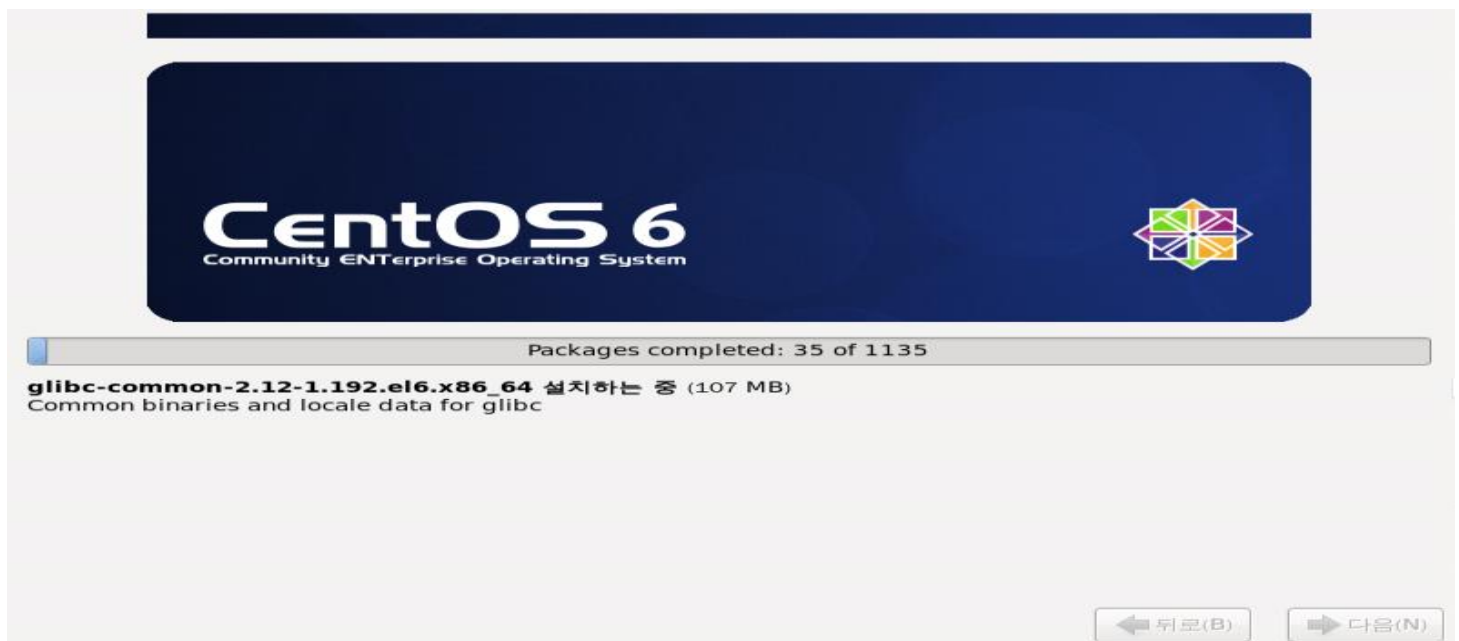 CentOS 6
Community ENTerprise Operating System
Packages completed: 35 of 1135
glibc-common-2.12-1.192.el6.x86_64 설치하는 중 (107 MB)
Common binaries and locale data for glibc
뒤로(B)
다음(N)